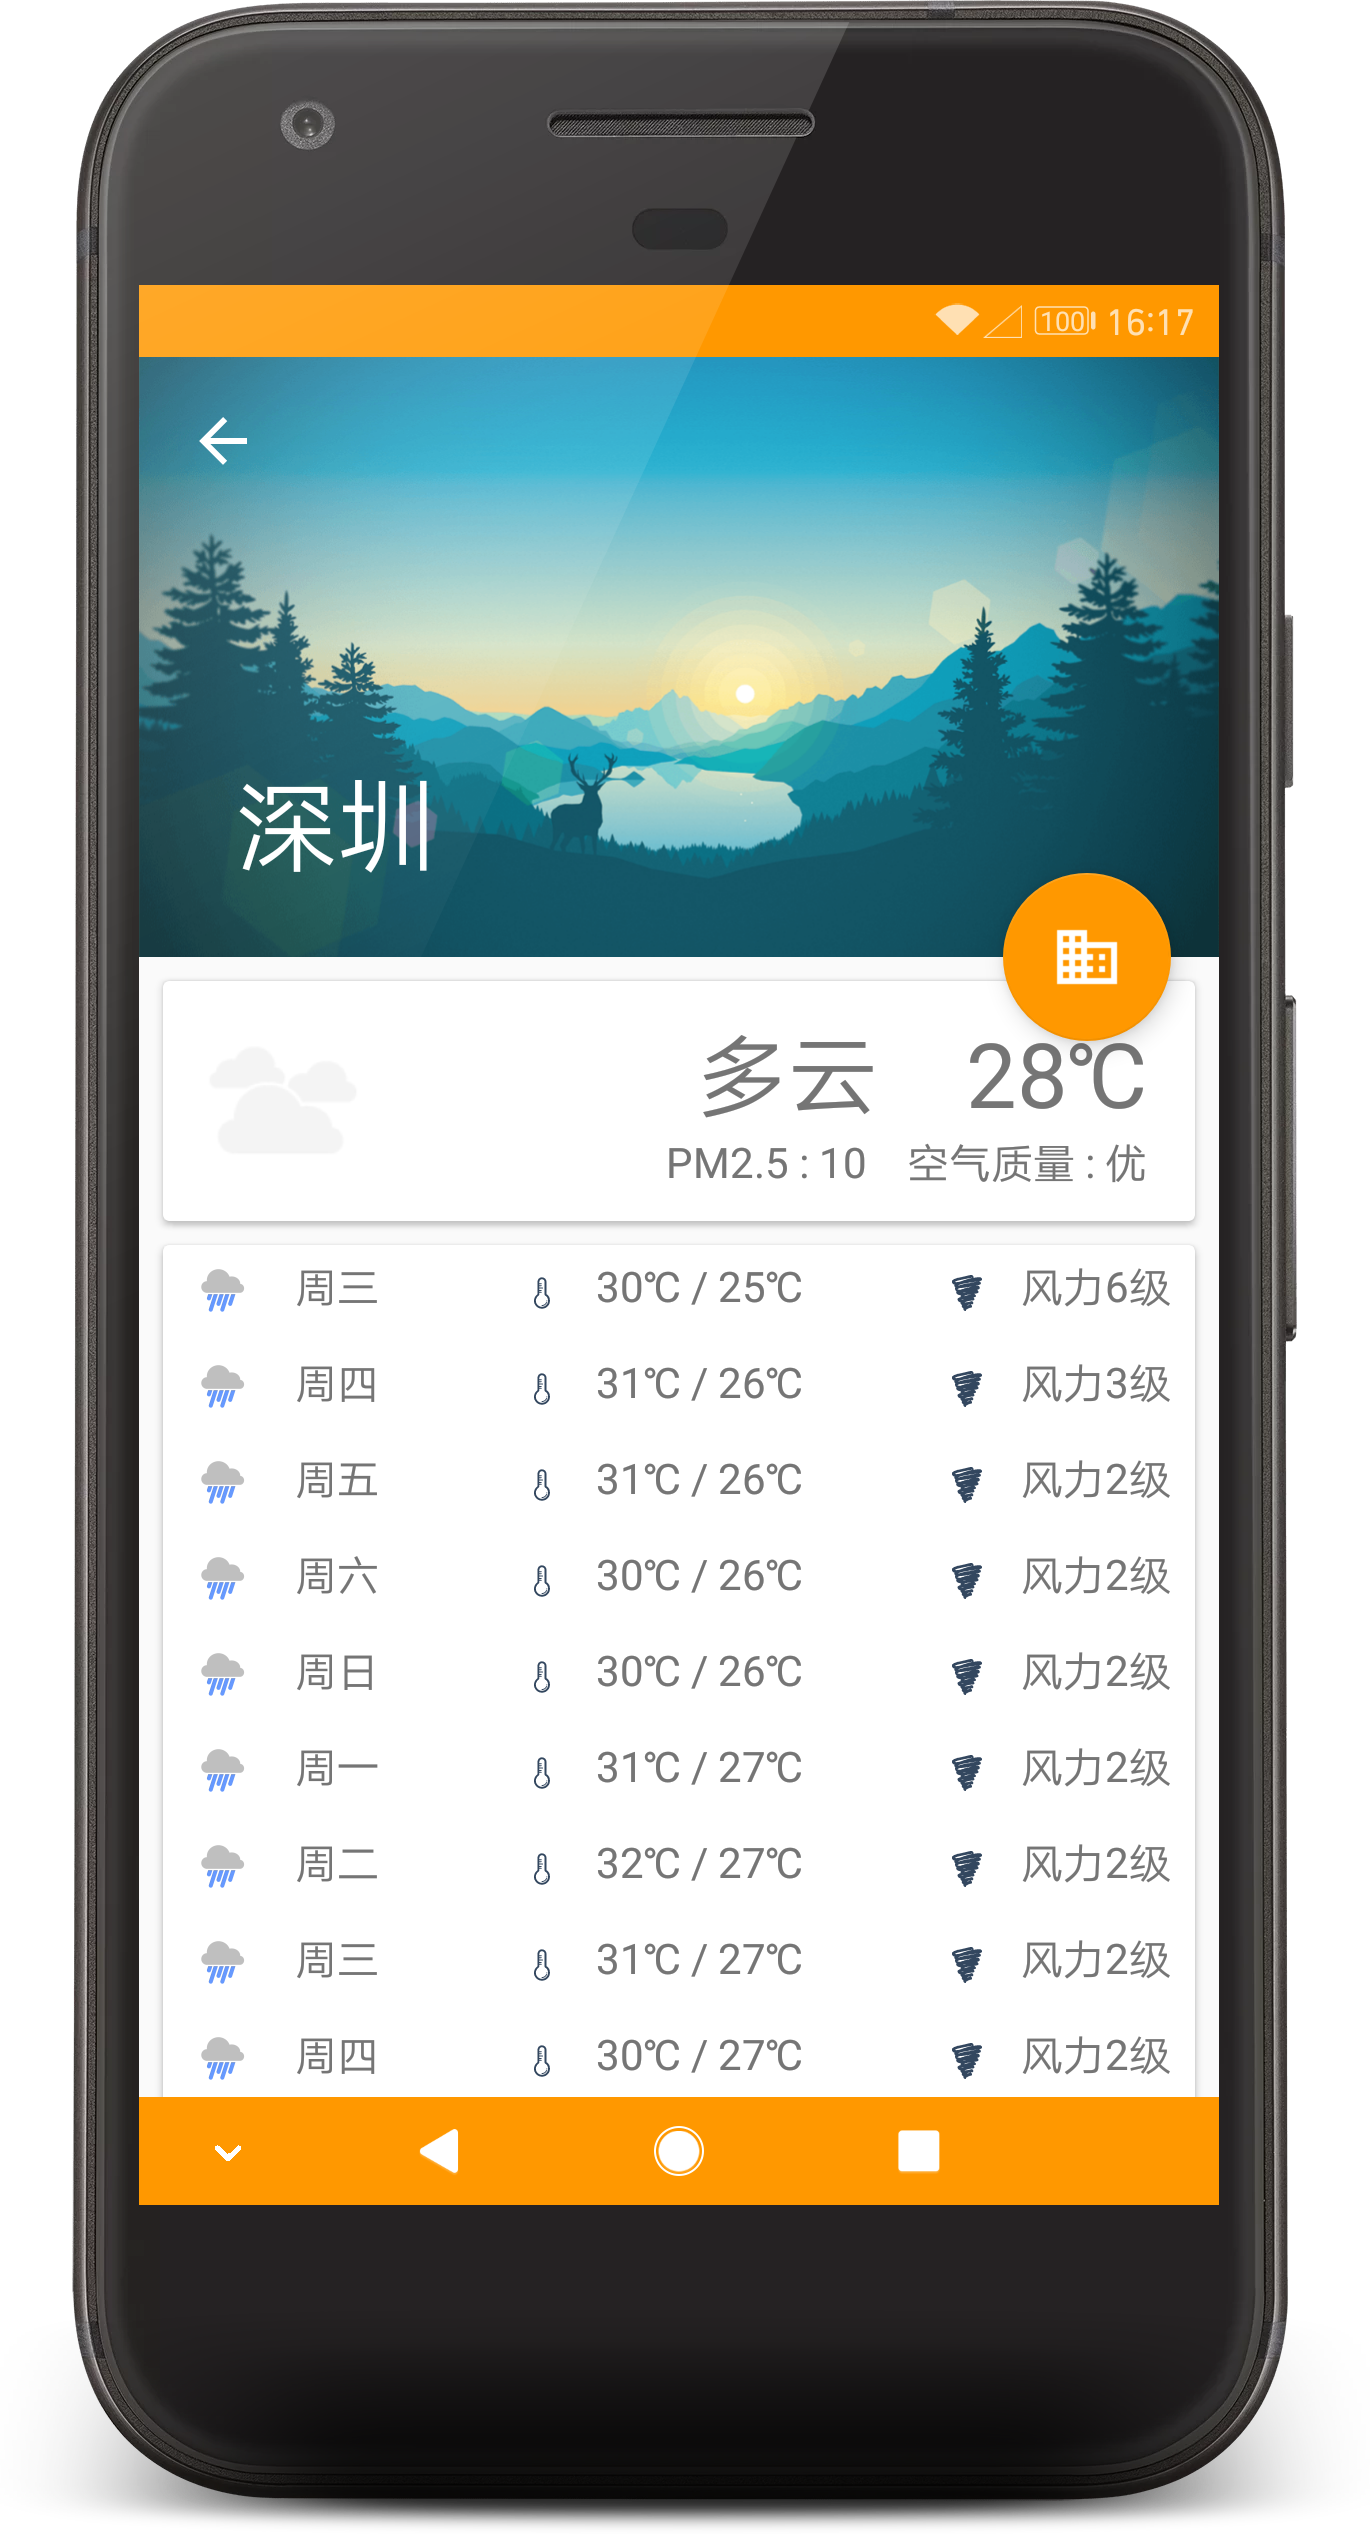 100 16:17
深圳
多云 28℃
PM2.5 : 10 空气质量 : 优
周三 30℃ / 25℃ 风力6级
周四 31℃ / 26℃ 风力3级
周五 31℃ / 26℃ 风力2级
周六 30℃ / 26℃ 风力2级
周日 30℃ / 26℃ 风力2级
周一 31℃ / 27℃ 风力2级
周二 32℃ / 27℃ 风力2级
周三 31℃ / 27℃ 风力2级
周四 30℃ / 27℃ 风力2级